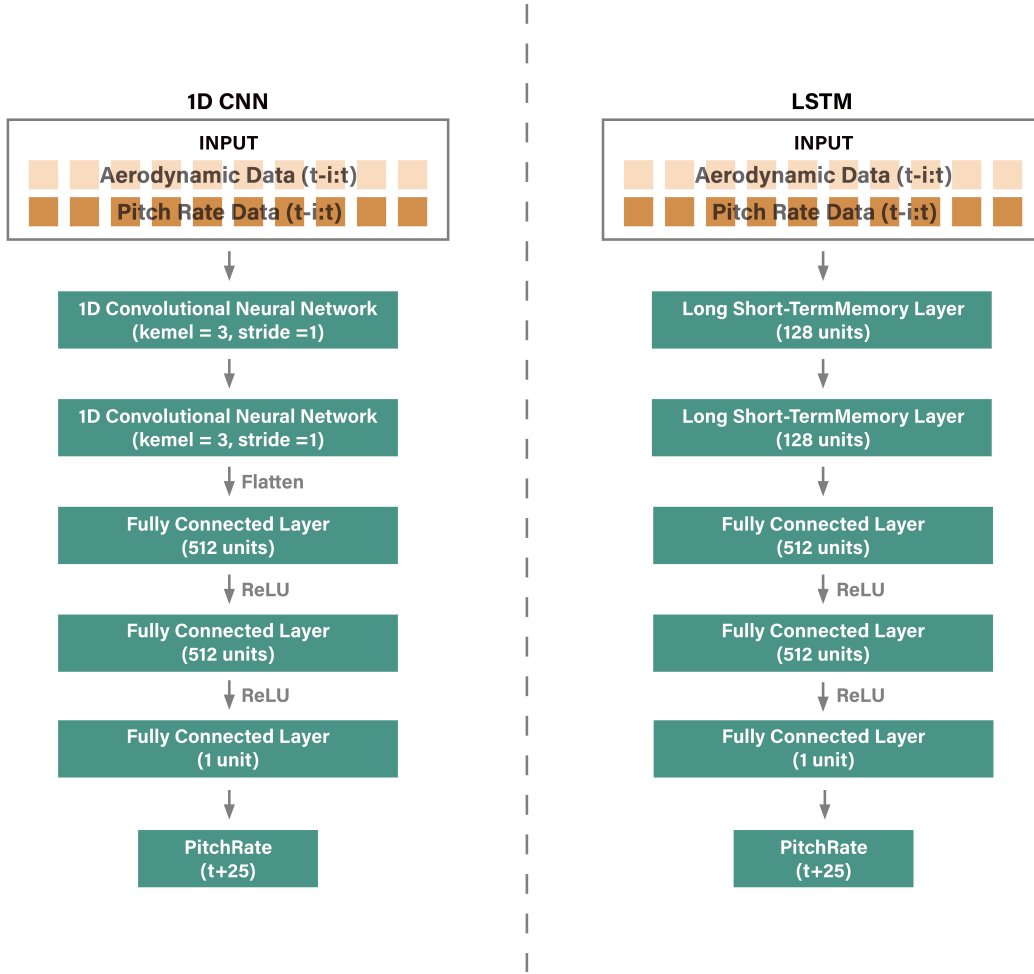 1D CNN
INPUT
Aerodynamic Data (t-i:t)
Pitch Rate Data (t-i:t)
1D Convolutional Neural Network
(kemel = 3, stride =1)
1D Convolutional Neural Network
(kemel = 3, stride =1)
Flatten
Fully Connected Layer
(512 units)
ReLU
Fully Connected Layer
(512 units)
ReLU
Fully Connected Layer
(1 unit)
PitchRate
(t+25)
LSTM
INPUT
Aerodynamic Data (t-i:t)
Pitch Rate Data (t-i:t)
Long Short-TermMemory Layer
(128 units)
Long Short-TermMemory Layer
(128 units)
Fully Connected Layer
(512 units)
ReLU
Fully Connected Layer
(512 units)
ReLU
Fully Connected Layer
(1 unit)
PitchRate
(t+25)